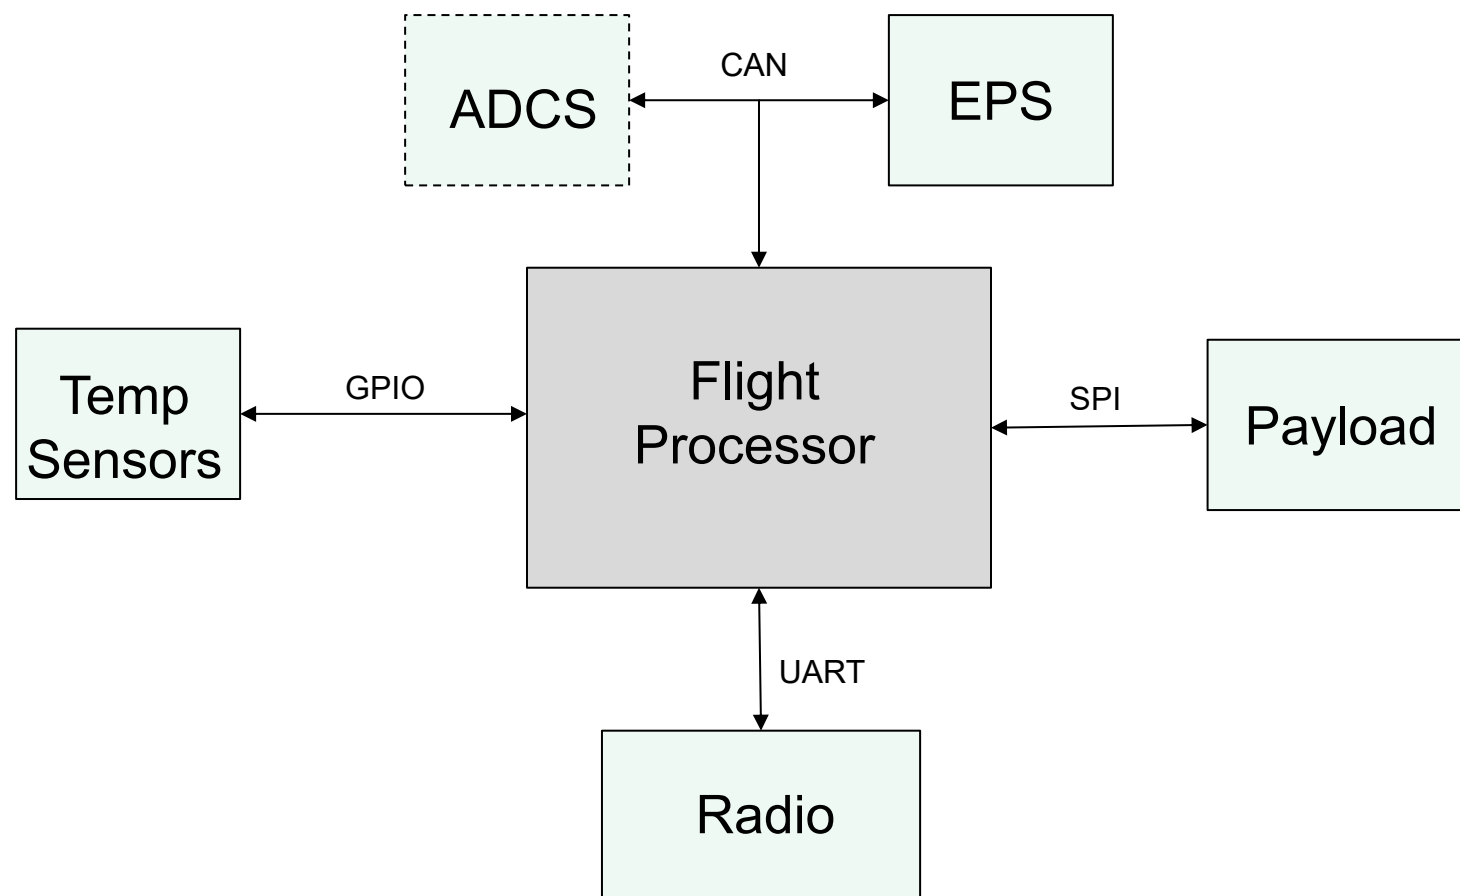 CAN
ADCS
EPS
Temp
Sensors
GPIO
Flight
Processor
SPI
Payload
UART
Radio